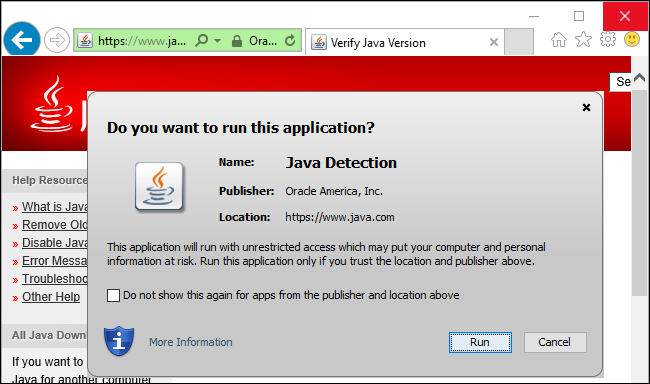 https://www.ja...
Orac...
Verify Java Version
Se
Do you want to run this application?
Name: Java Detection
Publisher: Oracle America, Inc.
Location: https://www.java.com
This application will run with unrestricted access which may put your computer and personal
information at risk. Run this application only if you trust the location and publisher above.
Do not show this again for apps from the publisher and location above
More Information
Run
Cancel
Help Resource
» What is Java
» Remove Old
» Disable Java
» Error Messa
» Troubleshoo
» Other Help
All Java Down
If you want to
Java for another computer